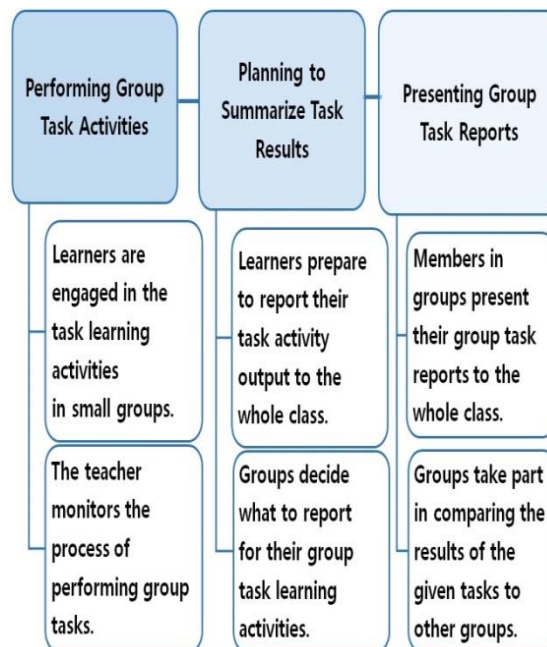 Performing Group
Task Activities
Planning to
Summarize Task
Results
Presenting Group
Task Reports
Learners are
engaged in the
task learning
activities
in small groups.
The teacher
monitors the
process of
performing group
tasks.
Learners prepare
to report their
task activity
output to the
whole class.
Groups decide
what to report
for their group
task learning
activities.
Members in
groups present
their group task
reports to the
whole class.
Groups take part
in comparing the
results of the
given tasks to
other groups.